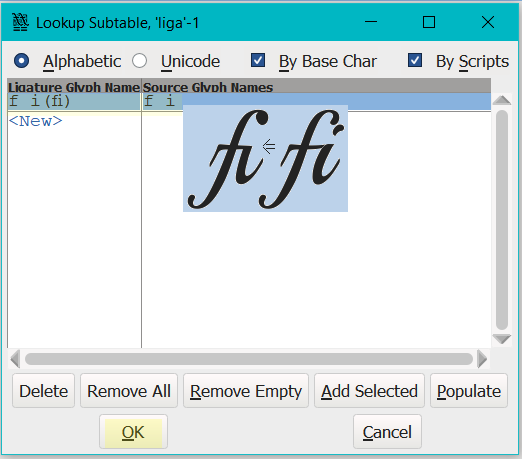 Lookup Subtable, 'liga'-1
Alphabetic Unicode By Base Char By Scripts
Ligature Glyph Name Source Glyph Names
f_i (ﬁ) f i
<New>
fi ⇐ fi
Delete Remove All Remove Empty Add Selected Populate
OK Cancel